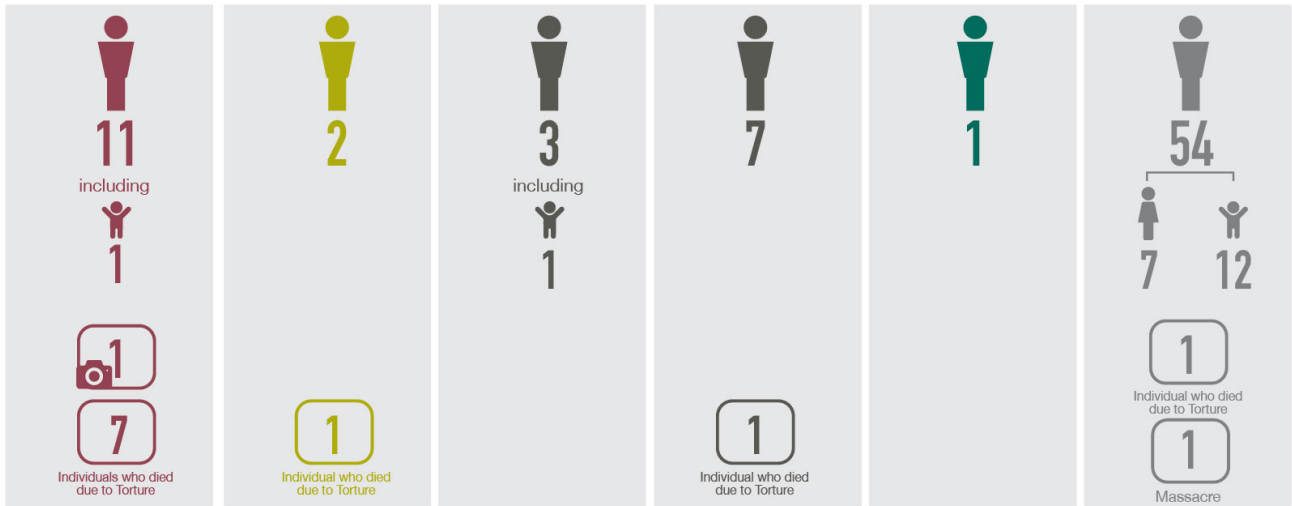 11
including
1
1
7
Individuals who died
due to Torture
2
1
Individual who died
due to Torture
3
including
1
7
1
Individual who died
due to Torture
1
54
7 12
1
Individual who died
due to Torture
1
Massacre